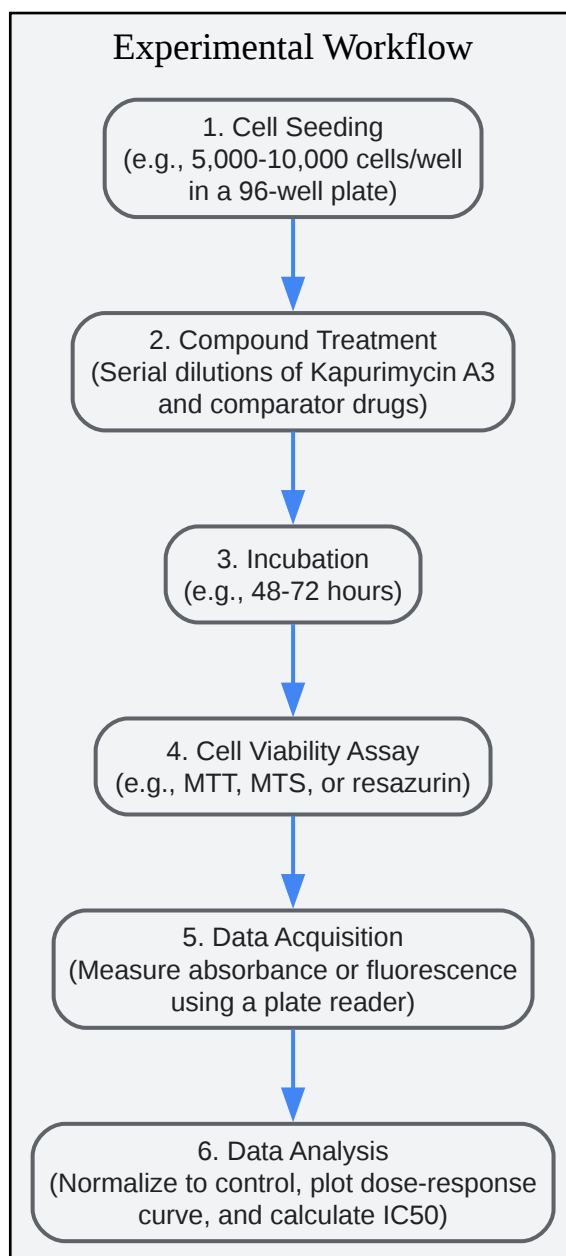 Experimental Workflow
1. Cell Seeding
(e.g., 5,000-10,000 cells/well
in a 96-well plate)
2. Compound Treatment
(Serial dilutions of Kapurimycin A3
and comparator drugs)
3. Incubation
(e.g., 48-72 hours)
4. Cell Viability Assay
(e.g., MTT, MTS, or resazurin)
5. Data Acquisition
(Measure absorbance or fluorescence
using a plate reader)
6. Data Analysis
(Normalize to control, plot dose-response
curve, and calculate IC50)